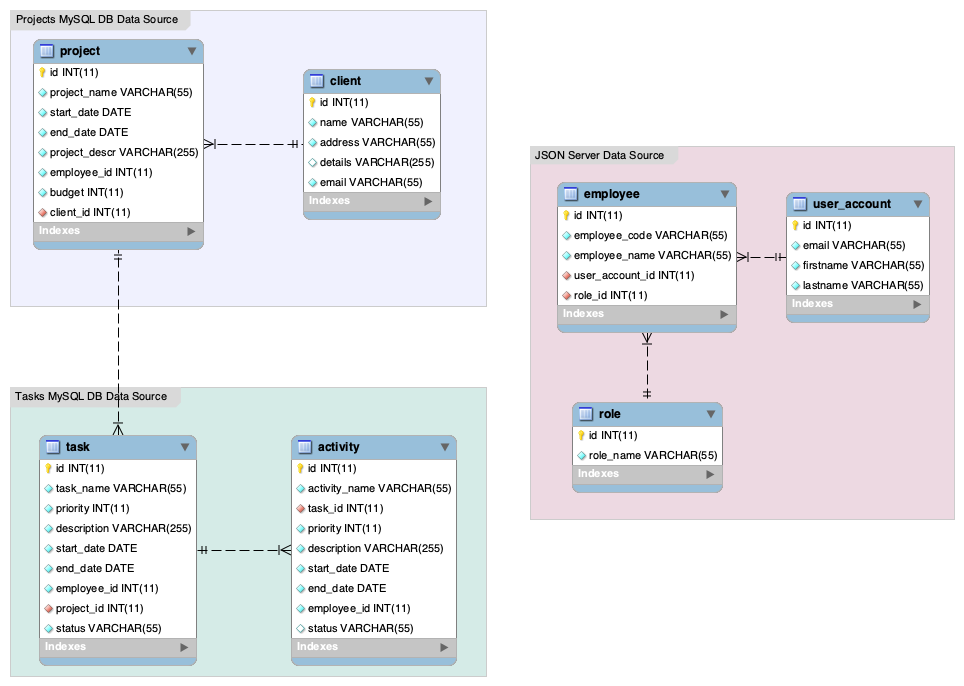 Projects MySQL DB Data Source
project
id INT(11)
project_name VARCHAR(55)
start_date DATE
end_date DATE
project_descr VARCHAR(255)
employee_id INT(11)
budget INT(11)
client_id INT(11)
Indexes
client
id INT(11)
name VARCHAR(55)
address VARCHAR(55)
details VARCHAR(255)
email VARCHAR(55)
Indexes
JSON Server Data Source
employee
id INT(11)
employee_code VARCHAR(55)
employee_name VARCHAR(55)
user_account_id INT(11)
role_id INT(11)
Indexes
user_account
id INT(11)
email VARCHAR(55)
firstname VARCHAR(55)
lastname VARCHAR(55)
Indexes
role
id INT(11)
role_name VARCHAR(55)
Indexes
Tasks MySQL DB Data Source
task
id INT(11)
task_name VARCHAR(55)
priority INT(11)
description VARCHAR(255)
start_date DATE
end_date DATE
employee_id INT(11)
project_id INT(11)
status VARCHAR(55)
Indexes
activity
id INT(11)
activity_name VARCHAR(55)
task_id INT(11)
priority INT(11)
description VARCHAR(255)
start_date DATE
end_date DATE
employee_id INT(11)
status VARCHAR(55)
Indexes